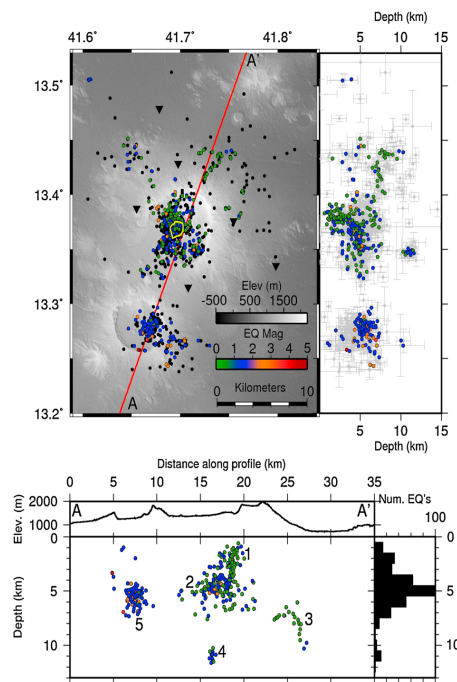 Depth (km)
41.6˚ 41.7˚ 41.8˚ 5 10 15
A'
13.5˚
13.4˚
13.3˚
13.2˚
Elev (m)
-500 500 1500
EQ Mag
0 1 2 3 4 5
Kilometers
0 10
A
5 10 15
Depth (km)
Distance along profile (km)
0 5 10 15 20 25 30 35
Num. EQ's
100
Elev. (m)
2000
1000
A A'
0 0
Depth (km)
5 5
10 10
1
2
3
4
5